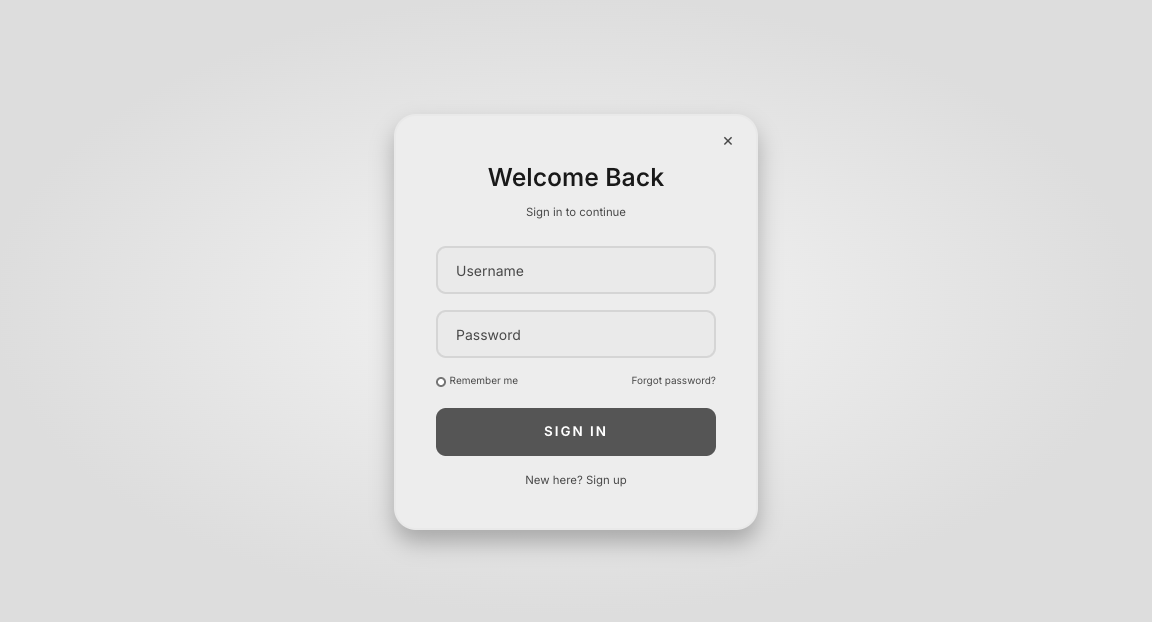 ✕
Welcome Back
Sign in to continue
Username
Password
Remember me Forgot password?
SIGN IN
New here? Sign up